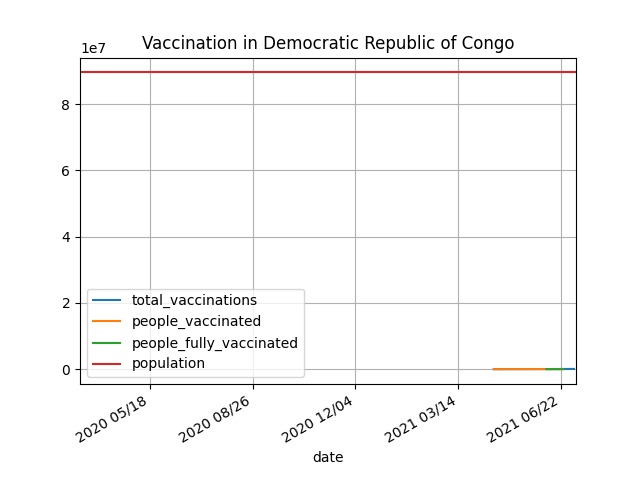 Vaccination in Democratic Republic of Congo
1e7
8
6
4
2
0
total_vaccinations
people_vaccinated
people_fully_vaccinated
population
2020 05/18
2020 08/26
2020 12/04
2021 03/14
2021 06/22
date